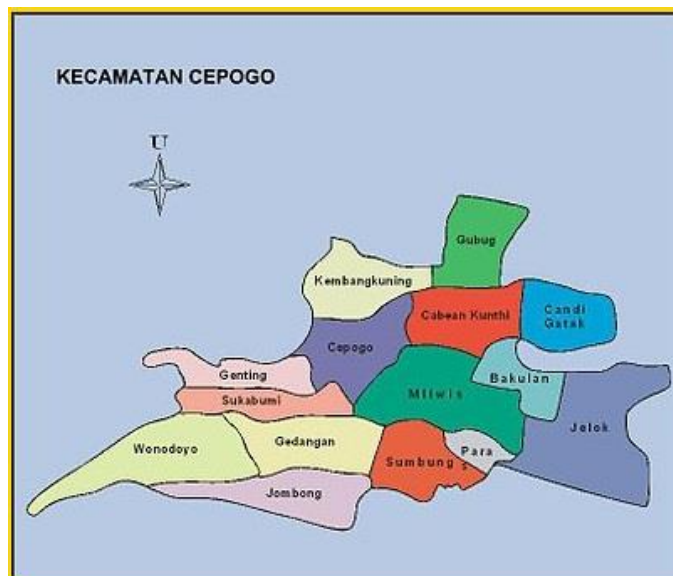 KECAMATAN CEPOGO
U
Gubug
Kembangkuning
Cabean Kunthi
Candi
Gatak
Cepogo
Genting
Bakulan
Mliwis
Sukabumi
Jelok
Gedangan
Wonodoyo
Sumbung
Para
s
Jombong